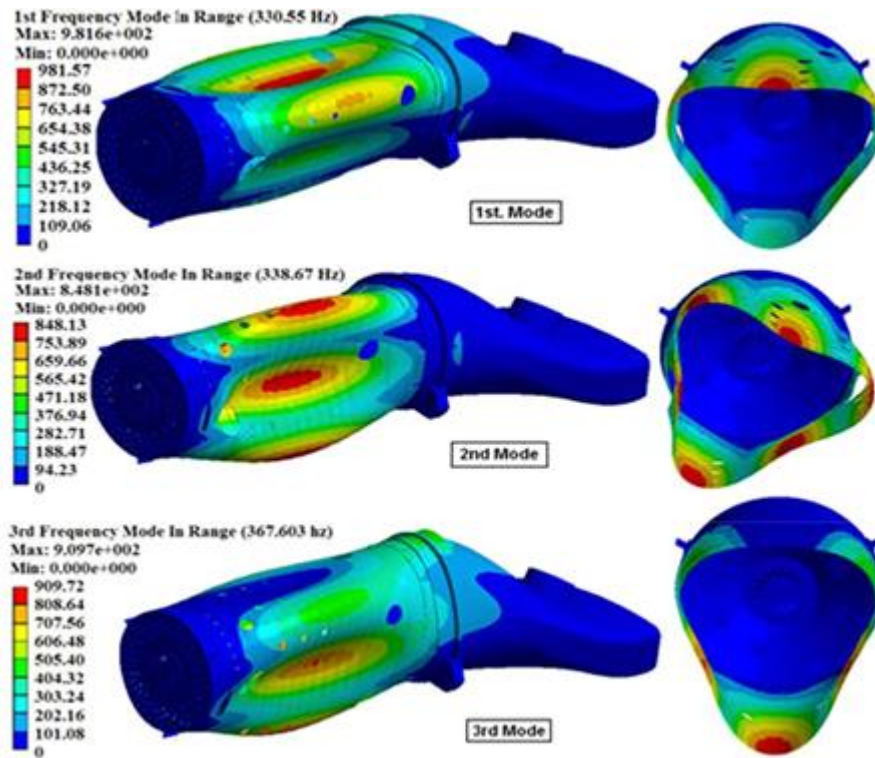 1st Frequency Mode In Range (330.55 Hz)
Max: 9.816e+002
Min: 0.000e+000
981.57
872.50
763.44
654.38
545.31
436.25
327.19
218.12
109.06
0
1st. Mode
2nd Frequency Mode In Range (338.67 Hz)
Max: 8.481e+002
Min: 0.000e+000
848.13
753.89
659.66
565.42
471.18
376.94
282.71
188.47
94.23
0
2nd Mode
3rd Frequency Mode In Range (367.603 hz)
Max: 9.097e+002
Min: 0.000e+000
909.72
808.64
707.56
606.48
505.40
404.32
303.24
202.16
101.08
0
3rd Mode